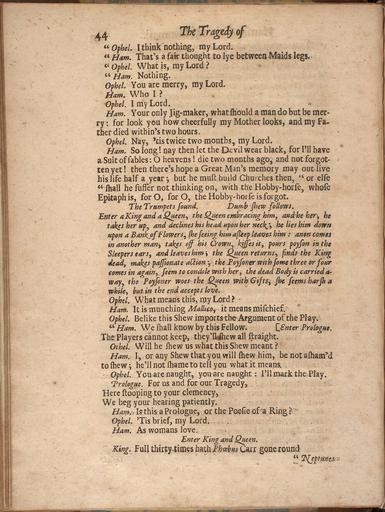 44
The Tragedy of
“ Ophel. I think nothing, my Lord.
“ Ham. That's a fair thought to lye between Maids legs.
“ Ophel. What is, my Lord?
“ Ham. Nothing.
Ophel. You are merry, my Lord.
Ham. Who I?
Ophel. I my Lord.
Ham. Your only Jig-maker, what ſhould a man do but be mer-
ry: for look you how cheerfully my Mother looks, and my Fa-
ther died within's two hours.
Ophel. Nay, 'tis twice two months, my Lord.
Ham. So long! nay then let the Devil wear black, for I'll have
a Suit of ſables: O heavens! die two months ago, and not forgot-
ten yet! then there's hope a Great Man's memory may out live
his life half a year; but he muſt build Churches then, “ or elſe
“ ſhall he ſuffer not thinking on, with the Hobby-horſe, whoſe
Epitaph is, for O, for O, the Hobby-horſe is forgot.
The Trumpets ſound. Dumb ſhew follows.
Enter a King and a Queen, the Queen embracing him, and he her, he
takes her up, and declines his head upon her neck, he lies him down
upon a Bank of Flowers, ſhe ſeeing him aſleep leaves him: anon comes
in another man, takes off his Crown, kiſſes it, pours poyſon in the
Sleepers ears, and leaves him; the Queen returns, finds the King
dead, makes paſſionate action; the Poyſoner with ſome three or four
comes in again, ſeem to condole with her, the dead Body is carried a-
way, the Poyſoner woes the Queen with Gifts, ſhe ſeems harſh a
while, but in the end accepts love.
Ophel. What means this, my Lord?
Ham. It is munching Mallico, it means miſchief.
Ophel. Belike this Shew imports the Argument of the Play.
“ Ham. We ſhall know by this Fellow. [Enter Prologue.
The Players cannot keep, they'll ſhew all ſtraight.
Ophel. Will he ſhew us what this Shew meant?
Ham. I, or any Shew that you will ſhew him, be not aſham'd
to ſhew; he'll not ſhame to tell you what it means.
Ophel. You are naught, you are naught: I'll mark the Play.
Prologue. For us and for our Tragedy,
Here ſtooping to your clemency,
We beg your hearing patiently.
Ham. Is this a Prologue, or the Poeſie of a Ring?
Ophel. 'Tis brief, my Lord.
Ham. As womans love.
Enter King and Queen.
King. Full thirty times hath Phœbus Carr gone round
“ Neptunes